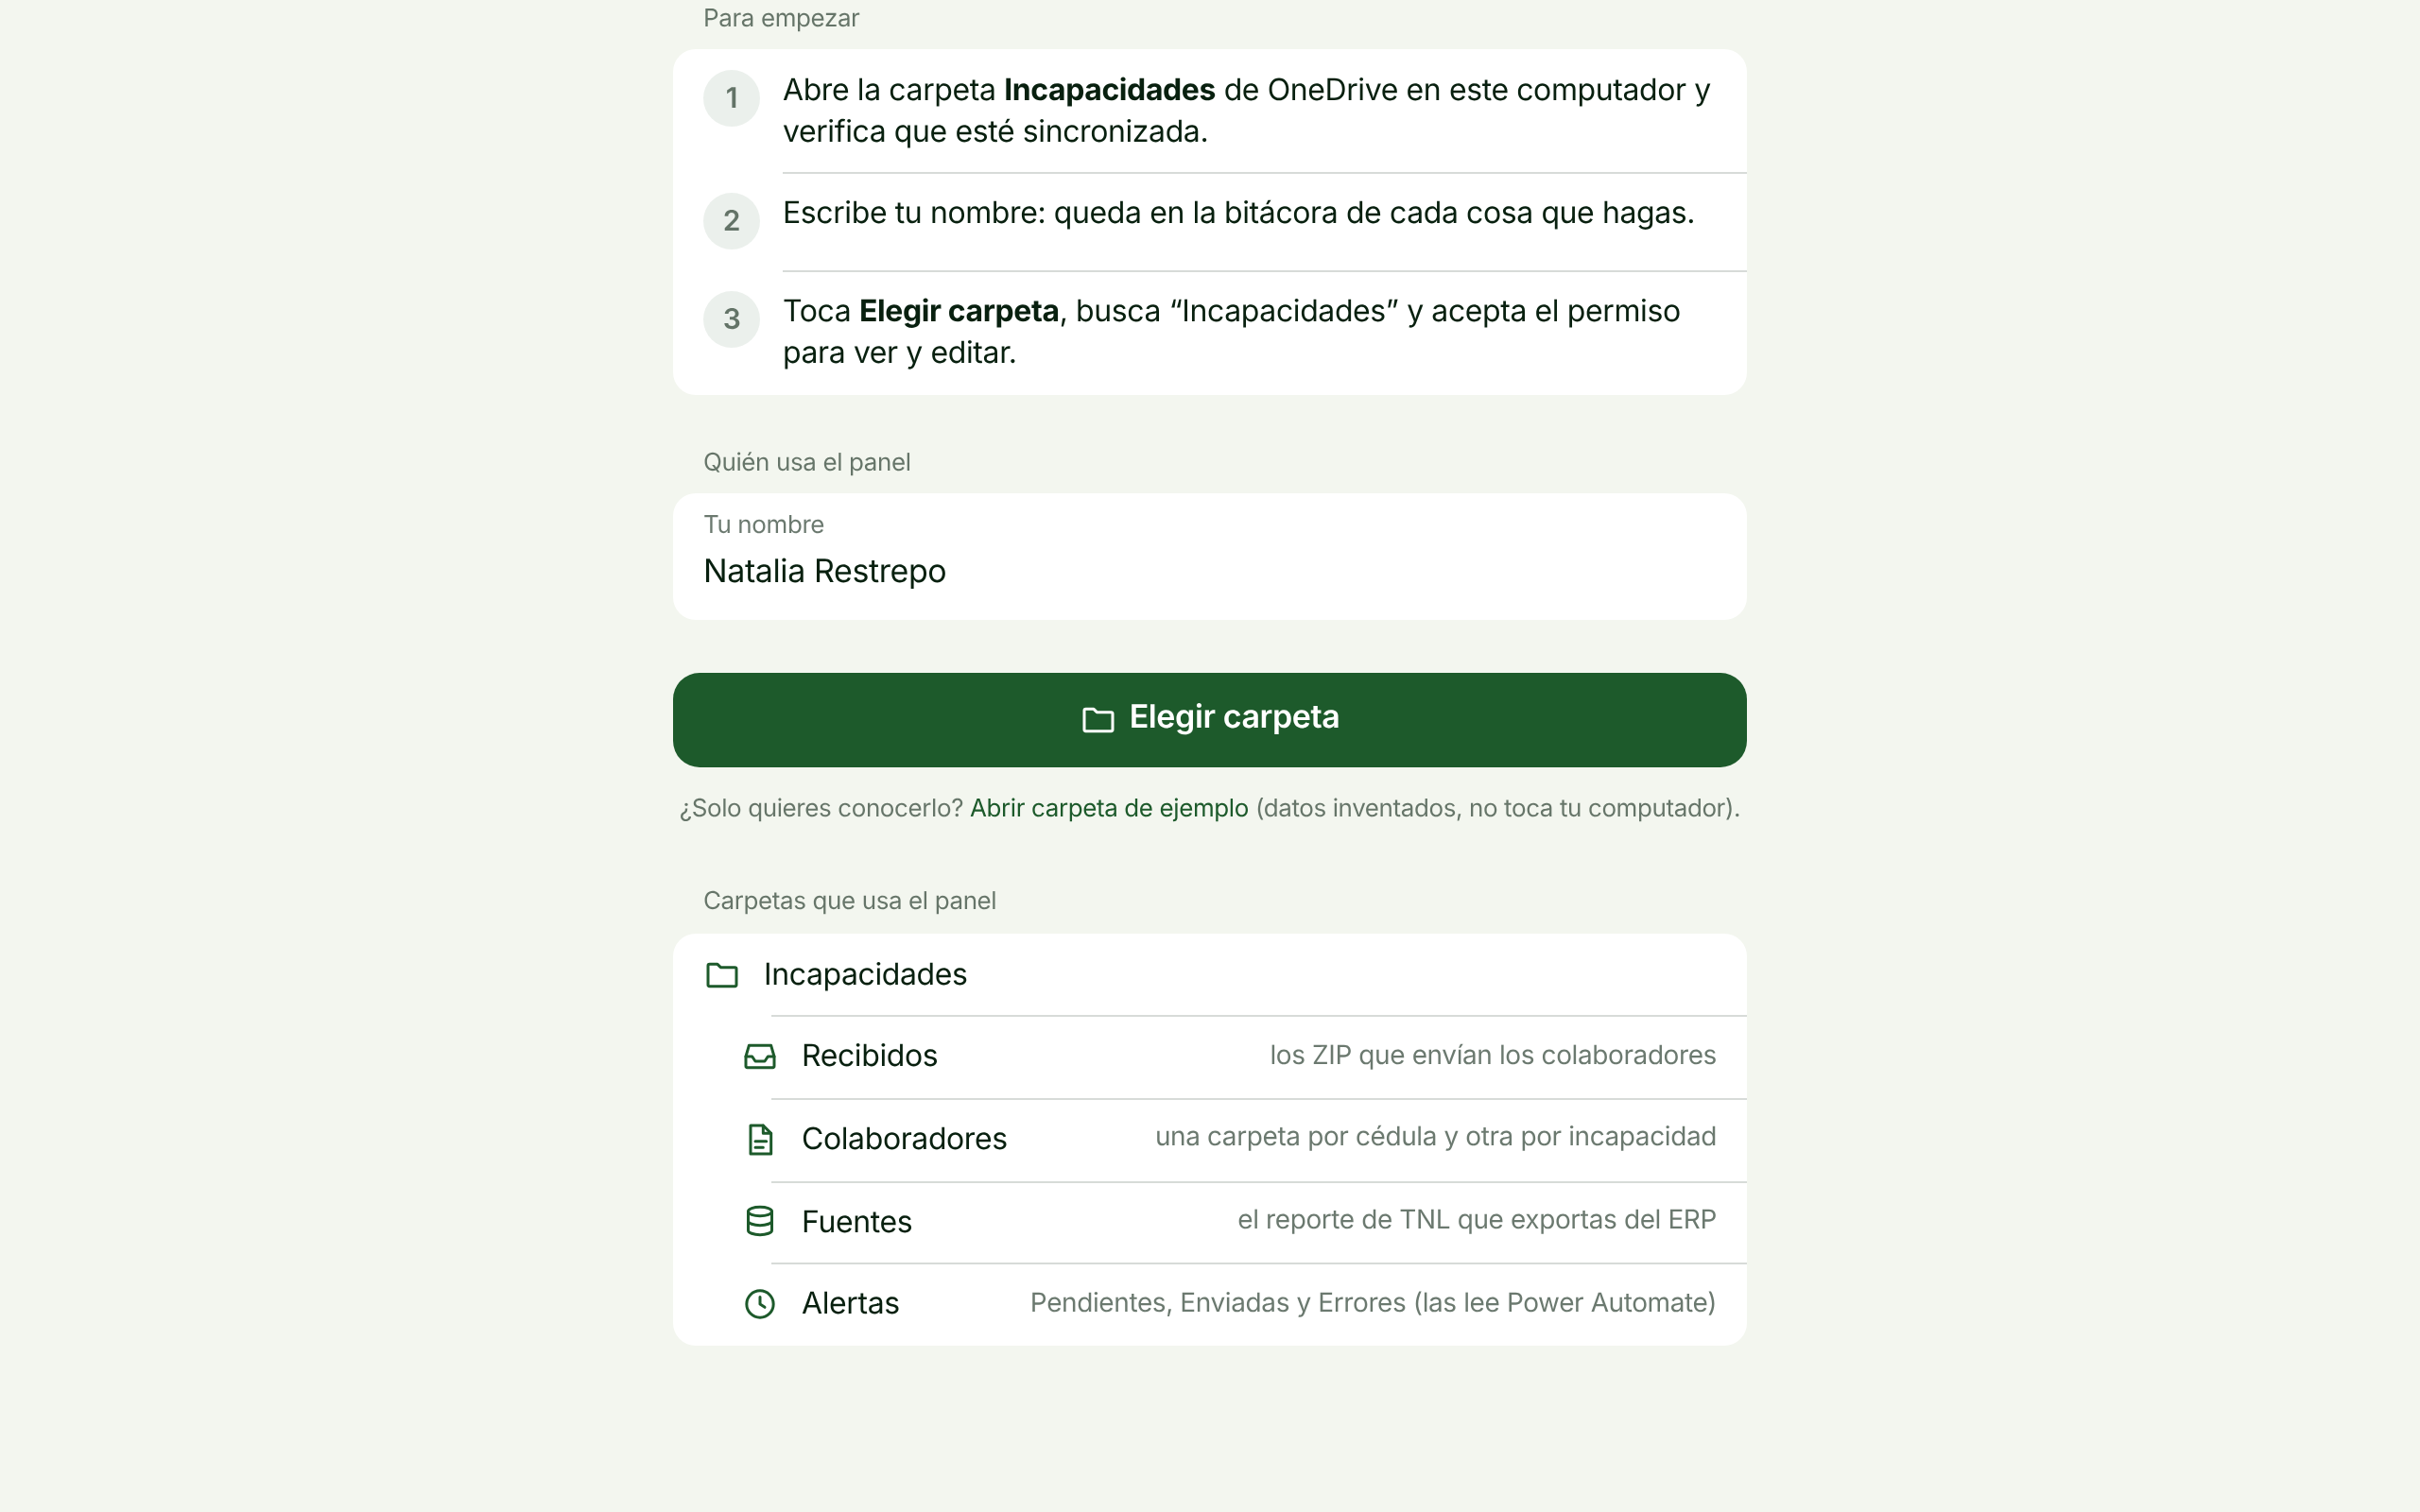 Para empezar
1
Abre la carpeta Incapacidades de OneDrive en este computador y
verifica que esté sincronizada.
2
Escribe tu nombre: queda en la bitácora de cada cosa que hagas.
3
Toca Elegir carpeta, busca “Incapacidades” y acepta el permiso
para ver y editar.
Quién usa el panel
Tu nombre
Natalia Restrepo
Elegir carpeta
¿Solo quieres conocerlo? Abrir carpeta de ejemplo (datos inventados, no toca tu computador).
Carpetas que usa el panel
Incapacidades
Recibidos los ZIP que envían los colaboradores
Colaboradores una carpeta por cédula y otra por incapacidad
Fuentes el reporte de TNL que exportas del ERP
Alertas Pendientes, Enviadas y Errores (las lee Power Automate)